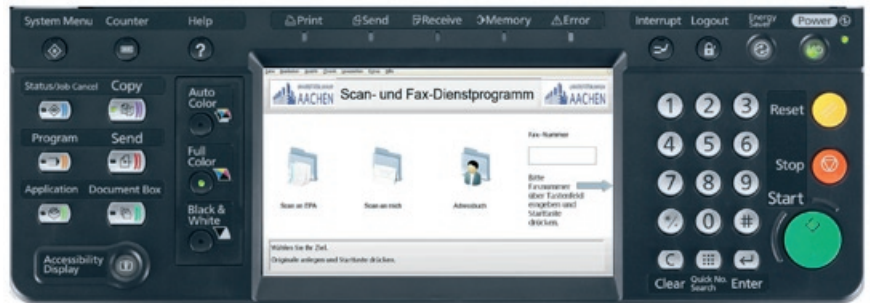 System Menu Counter Help Print Send Receive Memory Error Interrupt Logout Energy Saver Power
Status/Job Cancel Copy
Program Send
Application Document Box
Accessibility Display
Auto Color
Full Color
Black & White
AACHEN Scan- und Fax-Dienstprogramm AACHEN
Fax-Nummer
Bitte
Faxnummer
über Tastenfeld
eingeben und
Starttaste
drücken.
Scan an EPA Scan an mich Adressbuch
Wählen Sie Ihr Ziel.
Originale anlegen und Starttaste drücken.
1 2 3 Reset
4 5 6
Stop
7 8 9
Start
*/. 0 #
C
Clear Quick No. Search Enter